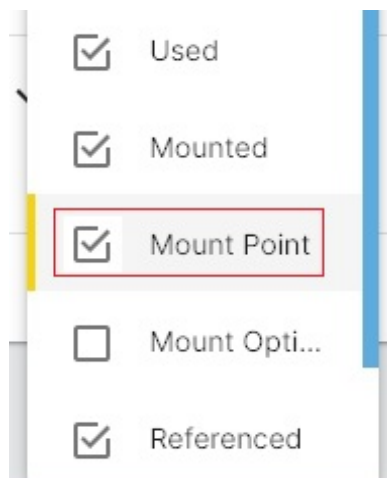 Used
Mounted
Mount Point
Mount Opti...
Referenced